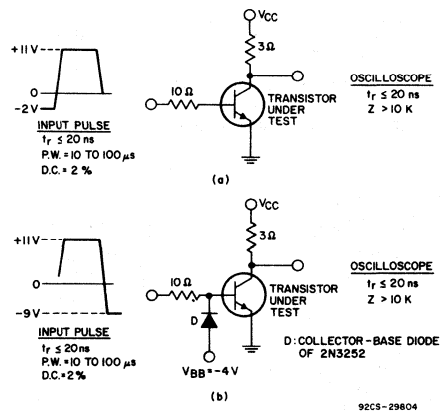 VCC
+11V
3Ω
0
10Ω
-2V
TRANSISTOR
UNDER
TEST
OSCILLOSCOPE
tr ≤ 20 ns
Z > 10 K
INPUT PULSE
tr ≤ 20 ns
P.W. = 10 TO 100 μs
D.C. = 2 %
(a)
VCC
+11V
3Ω
0
10Ω
-9V
D
TRANSISTOR
UNDER
TEST
OSCILLOSCOPE
tr ≤ 20 ns
Z > 10 K
INPUT PULSE
tr ≤ 20ns
P.W. = 10 TO 100 μs
D.C. = 2%
VBB = -4V
D : COLLECTOR - BASE DIODE
OF 2N3252
(b)
92CS-29804